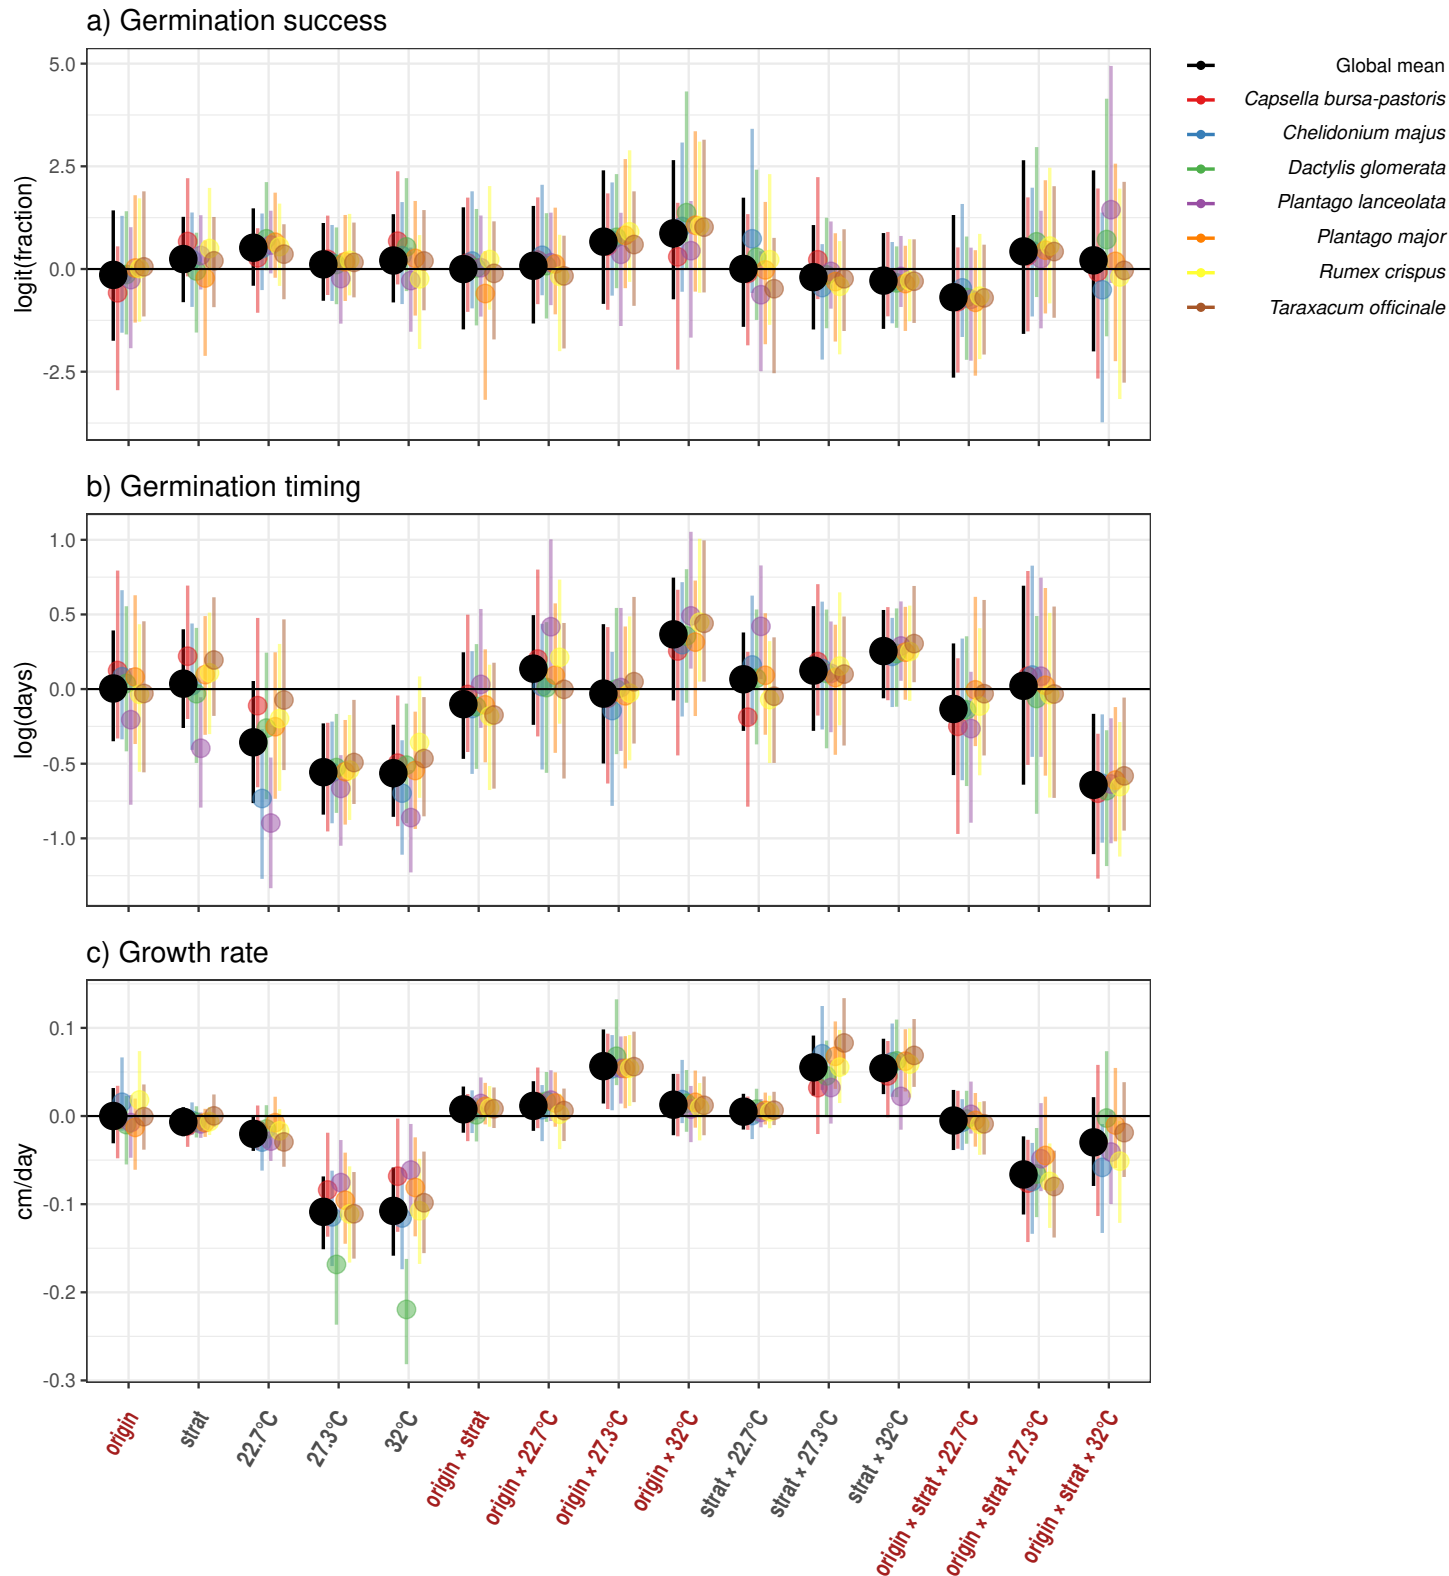 a) Germination success
5.0
2.5
0.0
-2.5
logit(fraction)
Global mean
Capsella bursa-pastoris
Chelidonium majus
Dactylis glomerata
Plantago lanceolata
Plantago major
Rumex crispus
Taraxacum officinale
b) Germination timing
1.0
0.5
0.0
-0.5
-1.0
log(days)
c) Growth rate
0.1
0.0
-0.1
-0.2
-0.3
cm/day
origin
strat
22.7°C
27.3°C
32°C
origin × strat
origin × 22.7°C
origin × 27.3°C
origin × 32°C
strat × 22.7°C
strat × 27.3°C
strat × 32°C
origin × strat × 22.7°C
origin × strat × 27.3°C
origin × strat × 32°C